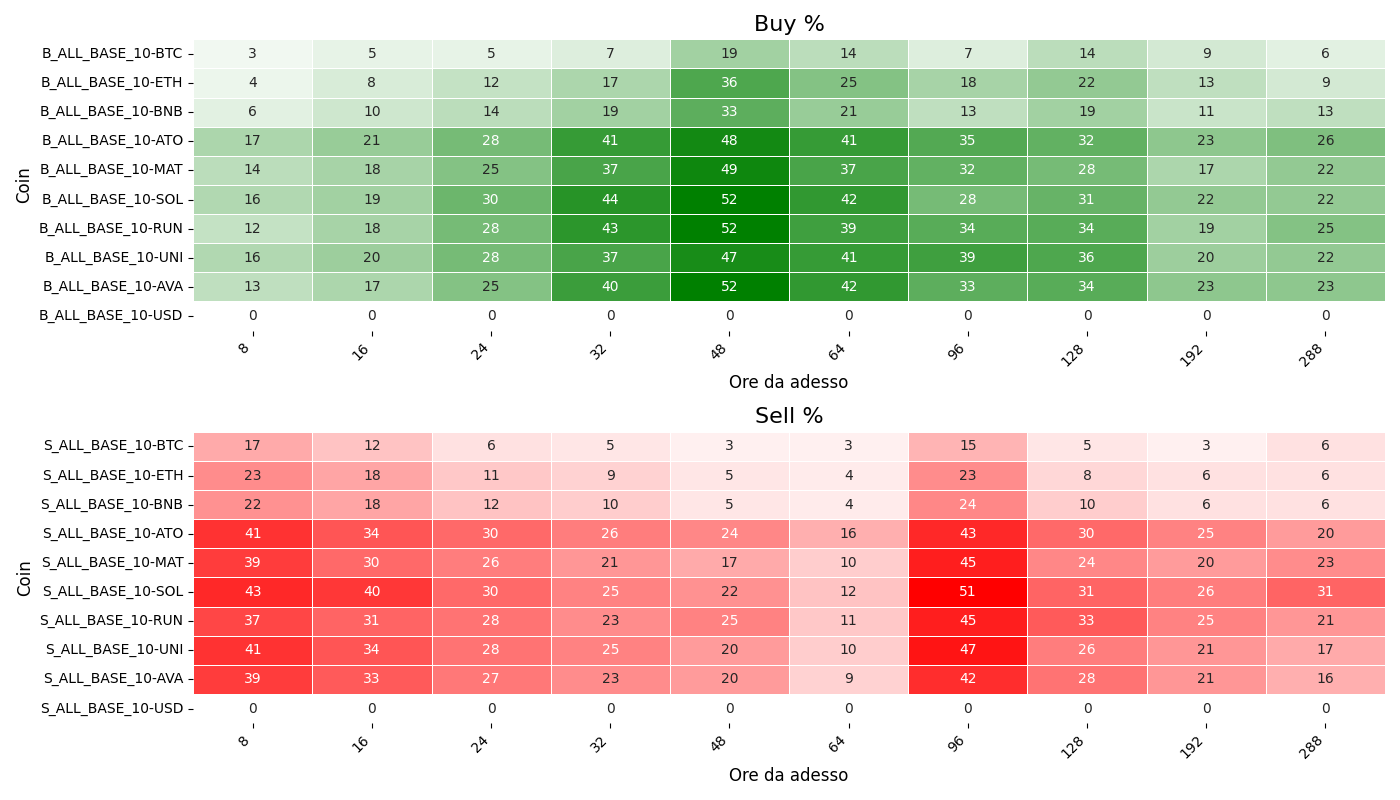 Buy %
B_ALL_BASE_10-BTC 3 5 5 7 19 14 7 14 9 6
B_ALL_BASE_10-ETH 4 8 12 17 36 25 18 22 13 9
B_ALL_BASE_10-BNB 6 10 14 19 33 21 13 19 11 13
B_ALL_BASE_10-ATO 17 21 28 41 48 41 35 32 23 26
B_ALL_BASE_10-MAT 14 18 25 37 49 37 32 28 17 22
B_ALL_BASE_10-SOL 16 19 30 44 52 42 28 31 22 22
B_ALL_BASE_10-RUN 12 18 28 43 52 39 34 34 19 25
B_ALL_BASE_10-UNI 16 20 28 37 47 41 39 36 20 22
B_ALL_BASE_10-AVA 13 17 25 40 52 42 33 34 23 23
B_ALL_BASE_10-USD 0 0 0 0 0 0 0 0 0 0
Coin
8 16 24 32 48 64 96 128 192 288
Ore da adesso
Sell %
S_ALL_BASE_10-BTC 17 12 6 5 3 3 15 5 3 6
S_ALL_BASE_10-ETH 23 18 11 9 5 4 23 8 6 6
S_ALL_BASE_10-BNB 22 18 12 10 5 4 24 10 6 6
S_ALL_BASE_10-ATO 41 34 30 26 24 16 43 30 25 20
S_ALL_BASE_10-MAT 39 30 26 21 17 10 45 24 20 23
S_ALL_BASE_10-SOL 43 40 30 25 22 12 51 31 26 31
S_ALL_BASE_10-RUN 37 31 28 23 25 11 45 33 25 21
S_ALL_BASE_10-UNI 41 34 28 25 20 10 47 26 21 17
S_ALL_BASE_10-AVA 39 33 27 23 20 9 42 28 21 16
S_ALL_BASE_10-USD 0 0 0 0 0 0 0 0 0 0
Coin
8 16 24 32 48 64 96 128 192 288
Ore da adesso